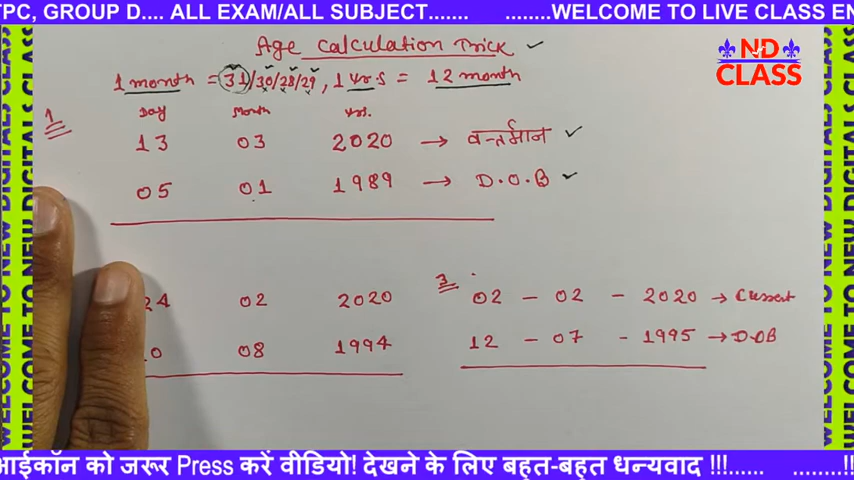 TPC, GROUP D.... ALL EXAM/ALL SUBJECT....... ........WELCOME TO LIVE CLASS EN
ND
CLASS
Age Calculation Trick
1 month = 31/30/28/29, 1 yrs = 12 month
Day Month Yrs.
1
13 03 2020 → वर्न्तमान
05 01 1989 → D.O.B
24 02 2020
0 08 1994
3
02 - 02 - 2020 → Current
12 - 07 - 1995 → D.OB
आईकॉन को जरूर Press करें वीडियो! देखने के लिए बहुत-बहुत धन्यवाद !!!...... ........!!